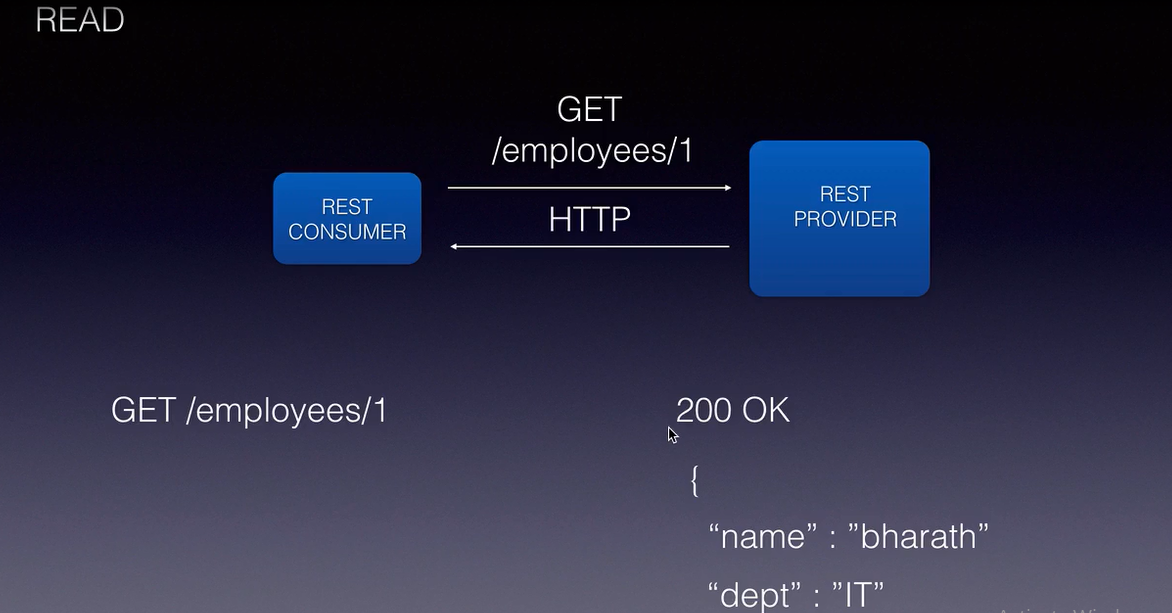 READ
GET
/employees/1
REST
CONSUMER
HTTP
REST
PROVIDER
GET /employees/1
200 OK
{
“name” : ”bharath”
“dept” : ”IT”